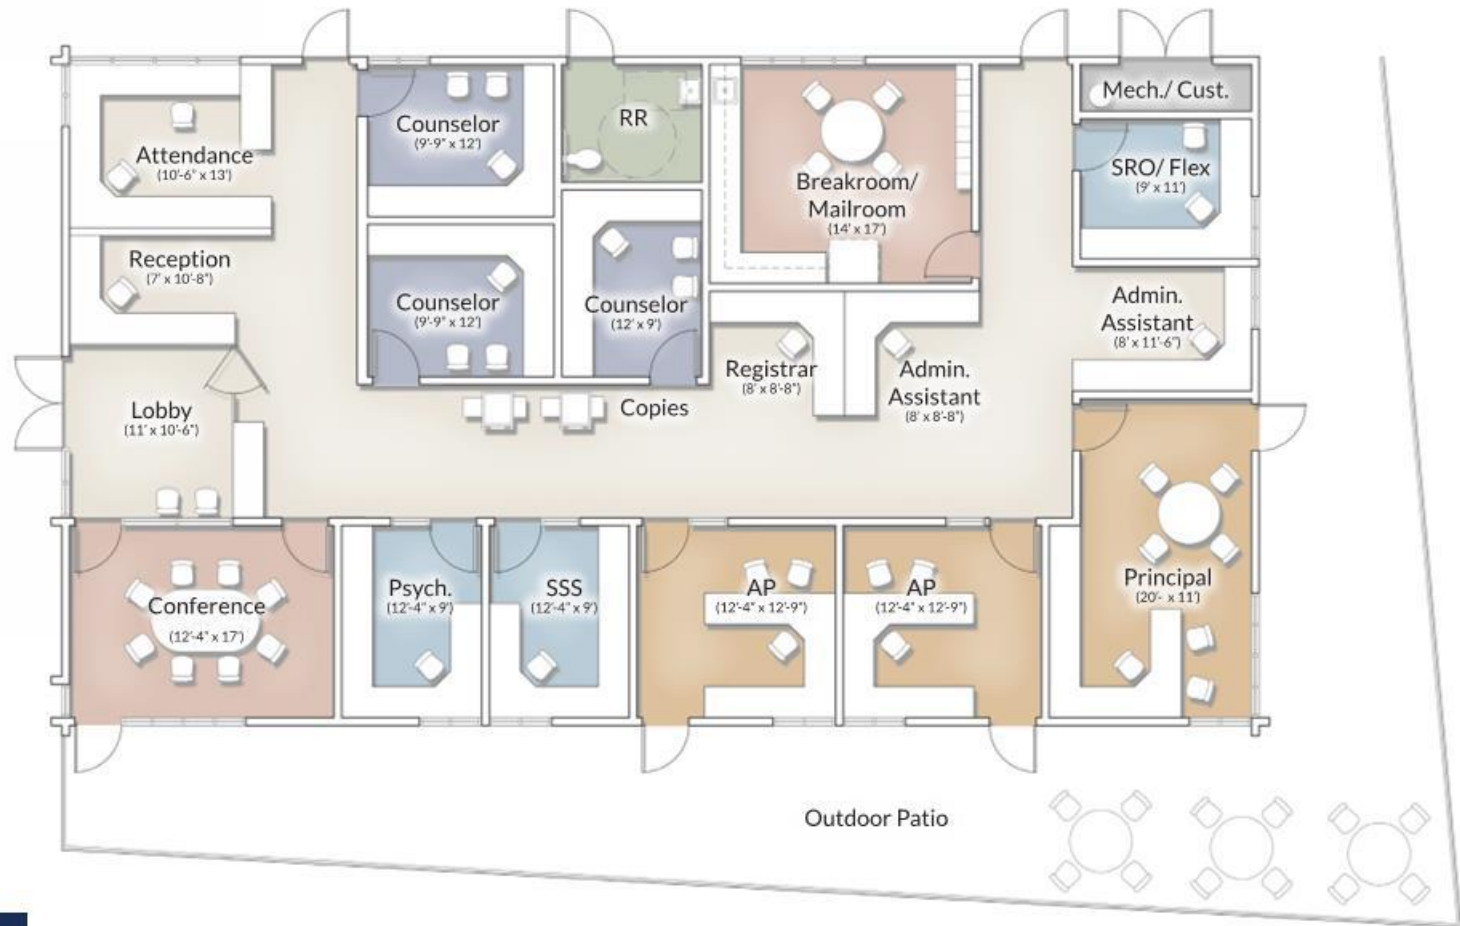 Attendance
(10'-6" x 13')
Reception
(7' x 10'-8")
Lobby
(11' x 10'-6")
Counselor
(9'-9" x 12')
Counselor
(9'-9" x 12')
RR
Counselor
(12' x 9')
Breakroom/
Mailroom
(14' x 17')
Mech./ Cust.
SRO/ Flex
(9' x 11')
Admin.
Assistant
(8' x 11'-6")
Registrar
(8' x 8'-8")
Admin.
Assistant
(8' x 8'-8")
Copies
Conference
(12'-4" x 17')
Psych.
(12'-4" x 9')
SSS
(12'-4" x 9')
AP
(12'-4" x 12'-9")
AP
(12'-4" x 12'-9")
Principal
(20'- x 11')
Outdoor Patio